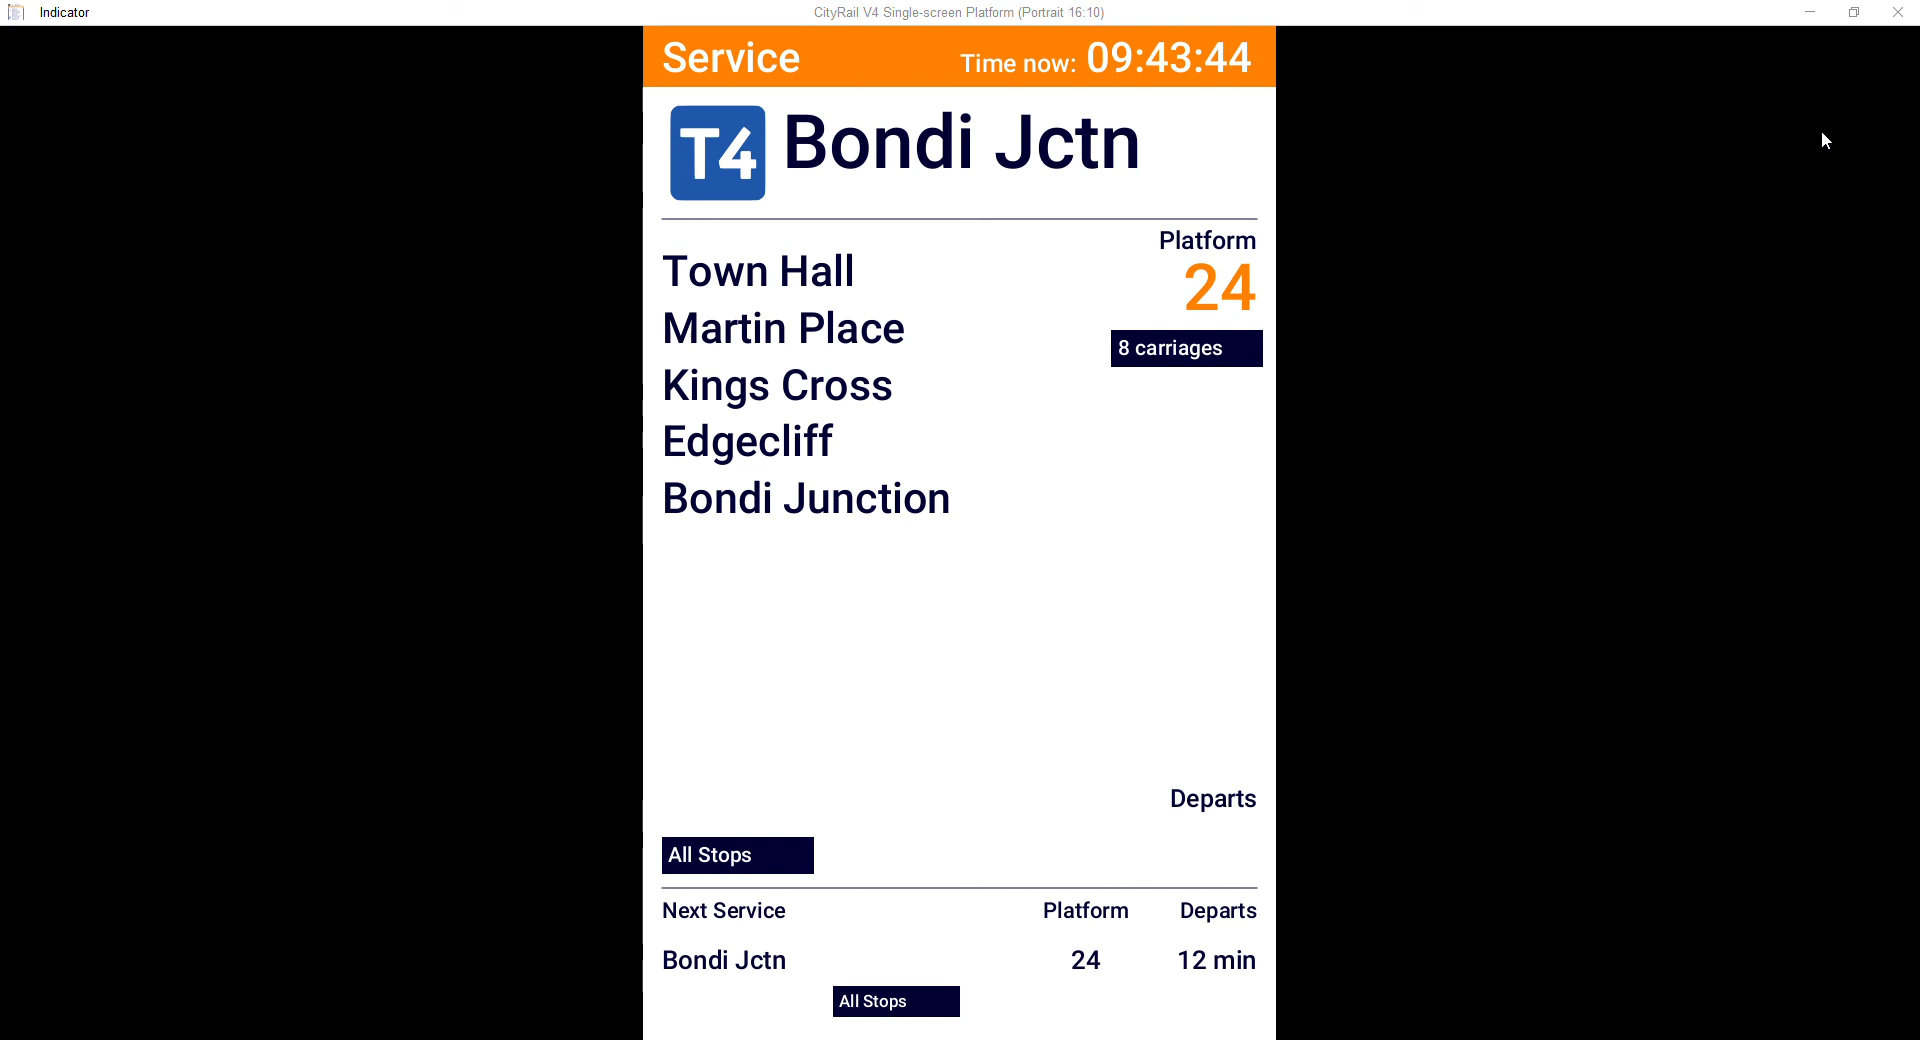 Indicator
CityRail V4 Single-screen Platform (Portrait 16:10)
Service Time now: 09:43:44
T4 Bondi Jctn
Platform
24
8 carriages
Town Hall
Martin Place
Kings Cross
Edgecliff
Bondi Junction
Departs
All Stops
Next Service Platform Departs
Bondi Jctn 24 12 min
All Stops